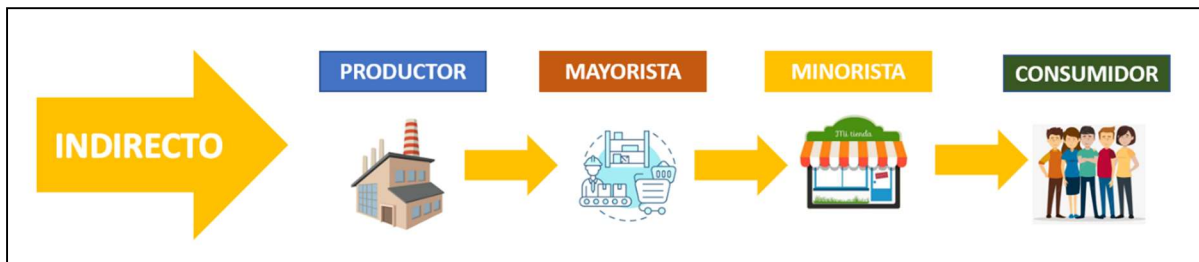 INDIRECTO
PRODUCTOR
MAYORISTA
MINORISTA
CONSUMIDOR
Mi tienda